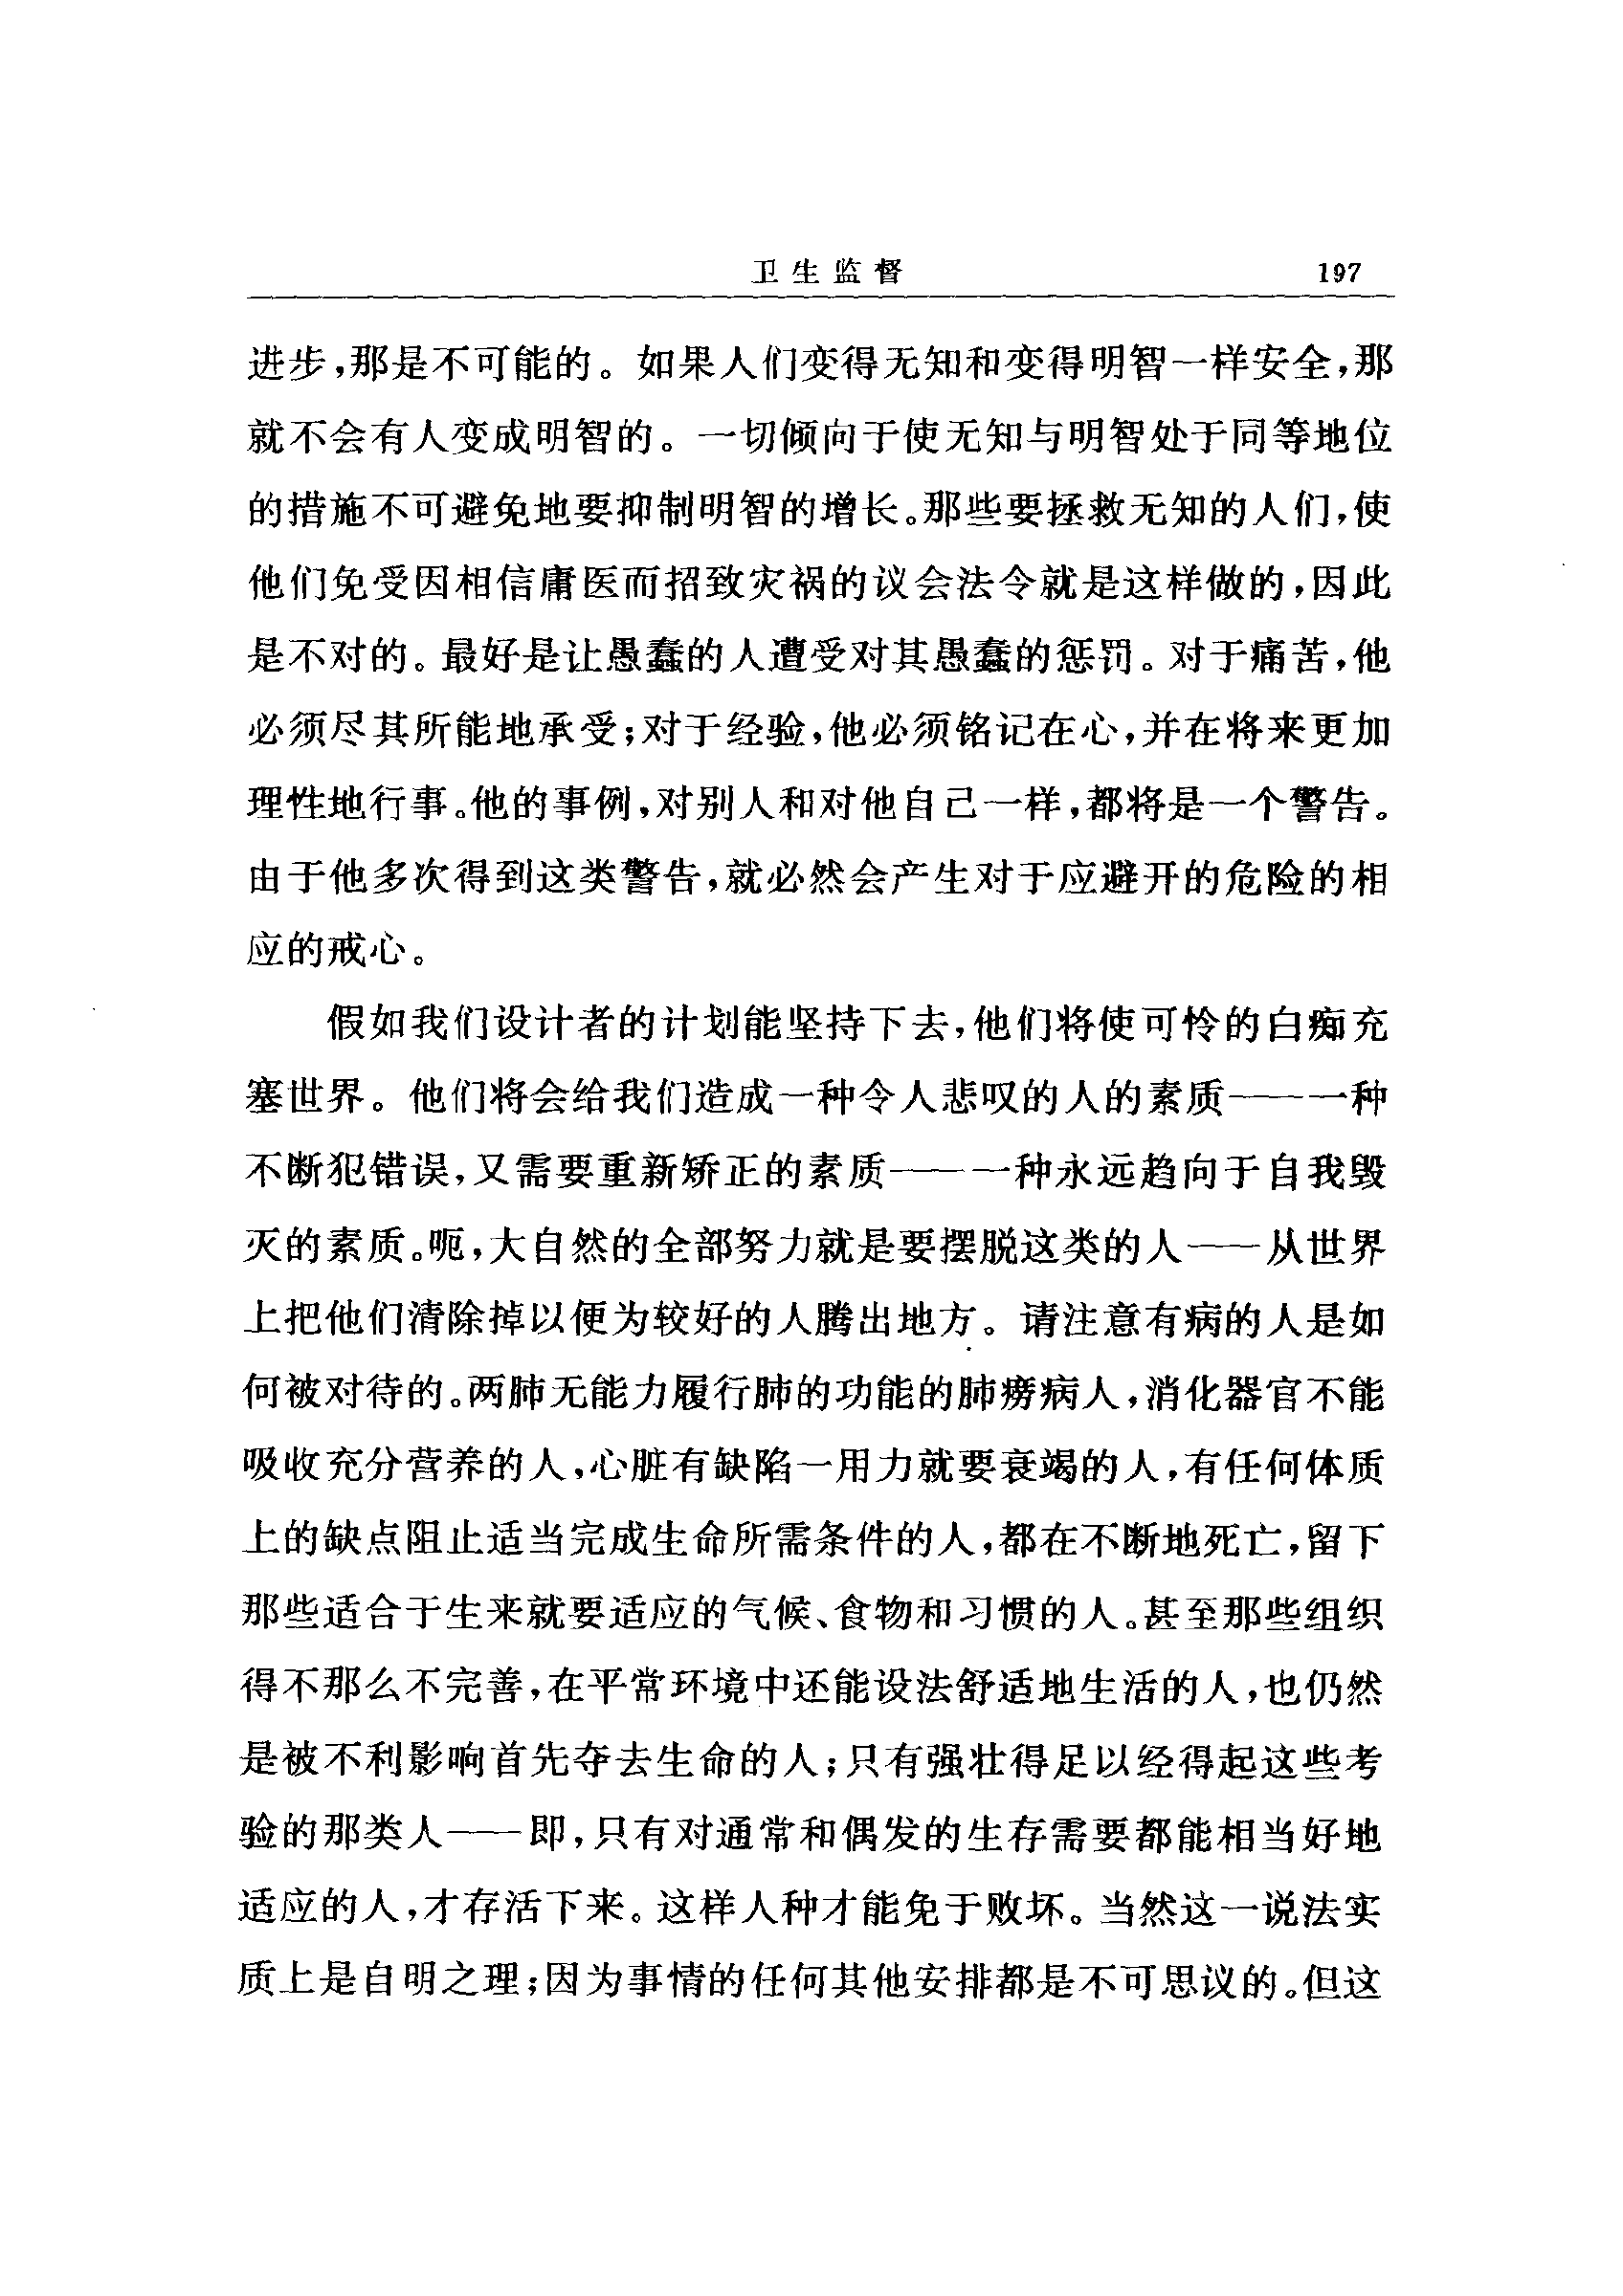 卫生监督 197
进步,那是不可能的。如果人们变得无知和变得明智一样安全,那
就不会有人变成明智的。一切倾向于使无知与明智处于同等地位
的措施不可避免地要抑制明智的增长。那些要拯救无知的人们,使
他们免受因相信庸医而招致灾祸的议会法令就是这样做的,因此
是不对的。最好是让愚蠢的人遭受对其愚蠢的惩罚。对于痛苦,他
必须尽其所能地承受;对于经验,他必须铭记在心,并在将来更加
理性地行事。他的事例,对别人和对他自己一样,都将是一个警告。
由于他多次得到这类警告,就必然会产生对于应避开的危险的相
应的戒心。
假如我们设计者的计划能坚持下去,他们将使可怜的白痴充
塞世界。他们将会给我们造成一种令人悲叹的人的素质——一种
不断犯错误,又需要重新矫正的素质——一种永远趋向于自我毁
灭的素质。呃,大自然的全部努力就是要摆脱这类的人——从世界
上把他们清除掉以便为较好的人腾出地方。请注意有病的人是如
何被对待的。两肺无能力履行肺的功能的肺痨病人,消化器官不能
吸收充分营养的人,心脏有缺陷一用力就要衰竭的人,有任何体质
上的缺点阻止适当完成生命所需条件的人,都在不断地死亡,留下
那些适合于生来就要适应的气候、食物和习惯的人。甚至那些组织
得不那么不完善,在平常环境中还能设法舒适地生活的人,也仍然
是被不利影响首先夺去生命的人;只有强壮得足以经得起这些考
验的那类人——即,只有对通常和偶发的生存需要都能相当好地
适应的人,才存活下来。这样人种才能免于败坏。当然这一说法实
质上是自明之理;因为事情的任何其他安排都是不可思议的。但这